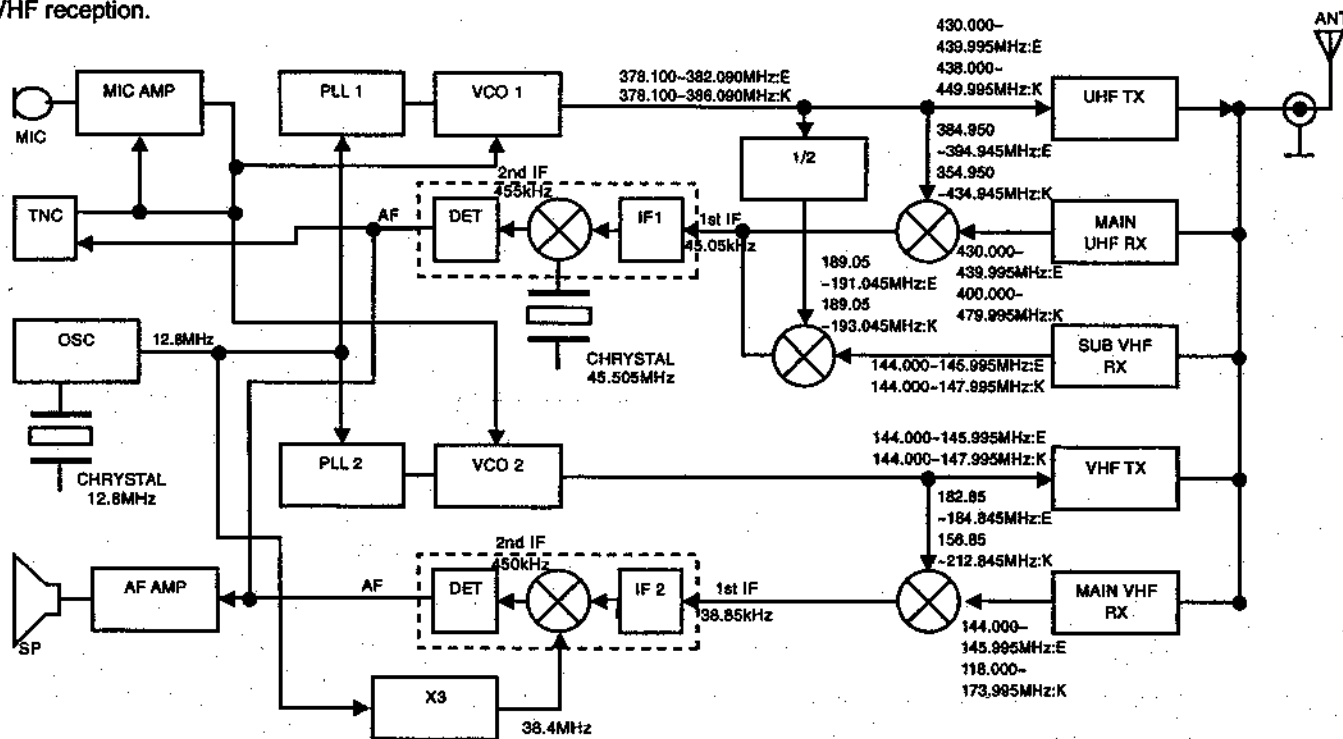 VHF reception.
ANT
430.000~
439.995MHz:E
438.000~
449.995MHz:K
378.100~382.090MHz:E
378.100~386.090MHz:K
MIC AMP
PLL 1
VCO 1
UHF TX
MIC
1/2
384.950
~394.945MHz:E
354.950
~434.945MHz:K
2nd IF
455kHz
TNC
AF
DET
IF1
1st IF
45.05kHz
MAIN
UHF RX
430.000~
439.995MHz:E
400.000~
479.995MHz:K
189.05
~191.045MHz:E
189.05
~193.045MHz:K
OSC
12.8MHz
CHRYSTAL
45.505MHz
SUB VHF
RX
144.000~145.995MHz:E
144.000~147.995MHz:K
CHRYSTAL
12.8MHz
PLL 2
VCO 2
144.000~145.995MHz:E
144.000~147.995MHz:K
VHF TX
182.85
~184.845MHz:E
156.85
~212.845MHz:K
2nd IF
450kHz
SP
AF AMP
AF
DET
IF 2
1st IF
38.85kHz
MAIN VHF
RX
144.000~
145.995MHz:E
118.000~
173,995MHz:K
X3
38.4MHz